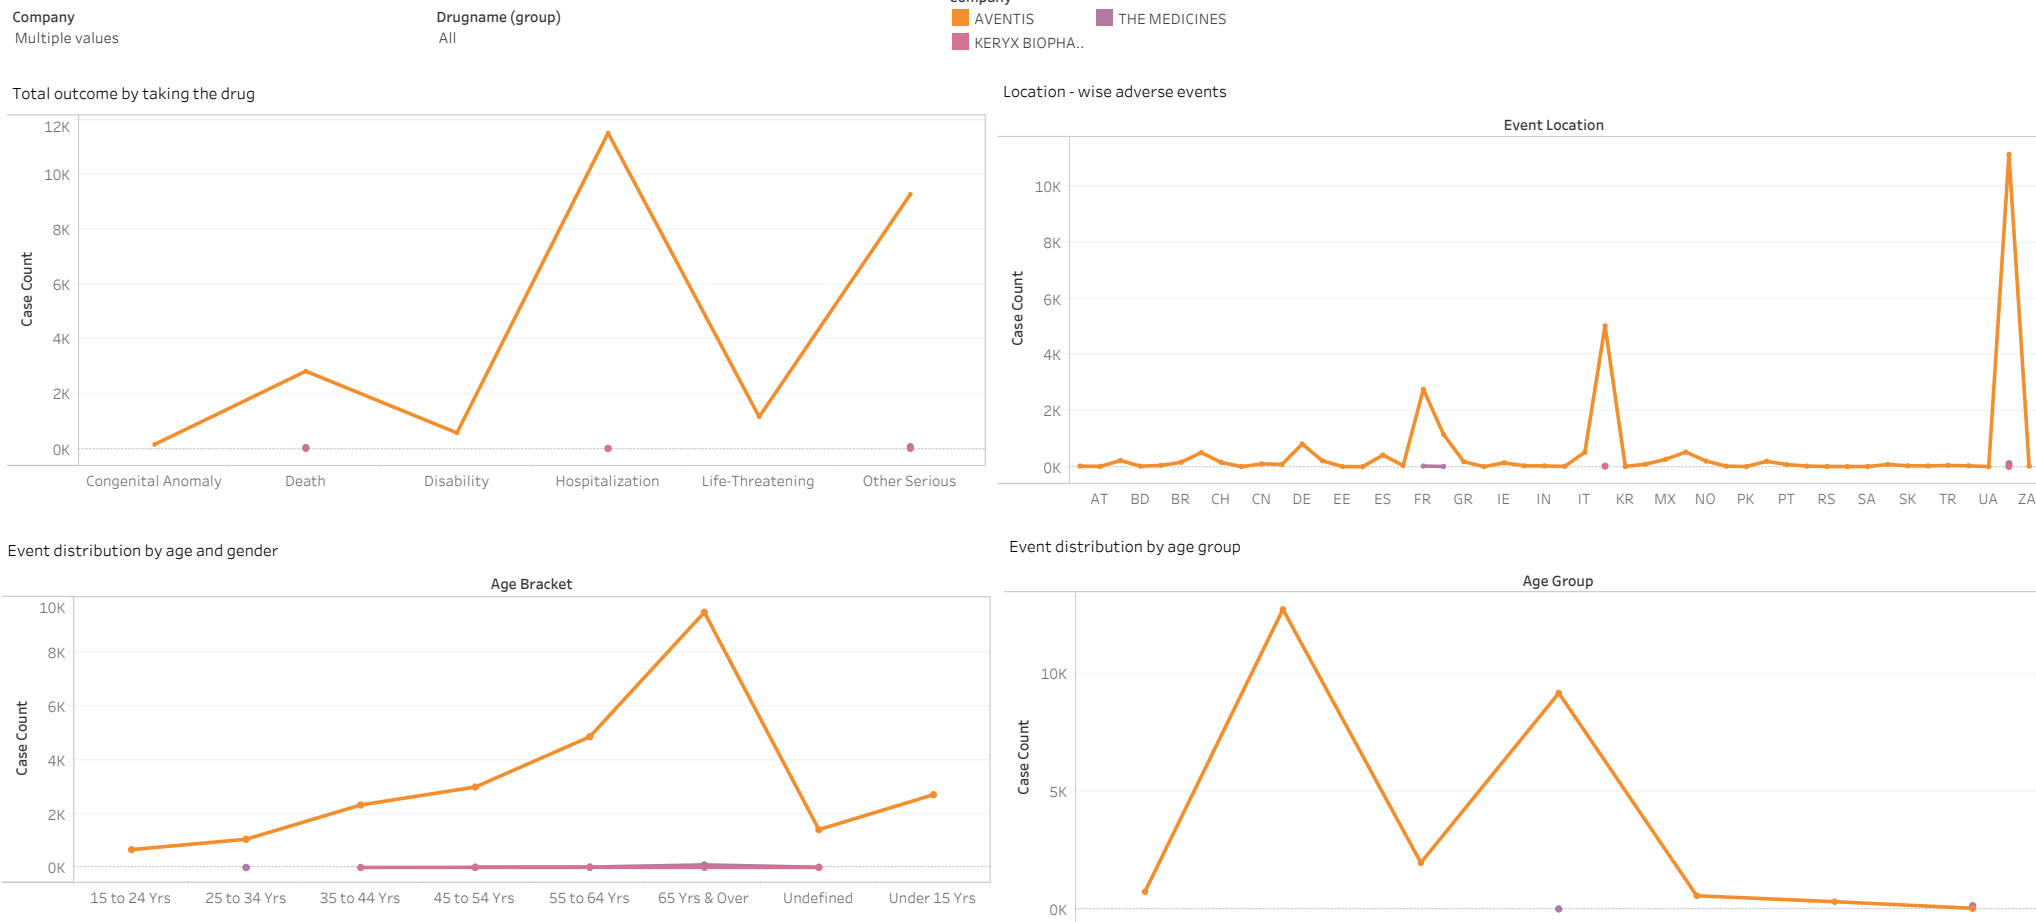 Company
Multiple values
Drugname (group)
All
Company
AVENTIS
THE MEDICINES
KERYX BIOPHA..
Total outcome by taking the drug
12K
10K
8K
6K
4K
2K
0K
Case Count
Congenital Anomaly Death Disability Hospitalization Life-Threatening Other Serious
Location - wise adverse events
Event Location
10K
8K
6K
4K
2K
0K
Case Count
AT BD BR CH CN DE EE ES FR GR IE IN IT KR MX NO PK PT RS SA SK TR UA ZA
Event distribution by age and gender
Age Bracket
10K
8K
6K
4K
2K
0K
Case Count
15 to 24 Yrs 25 to 34 Yrs 35 to 44 Yrs 45 to 54 Yrs 55 to 64 Yrs 65 Yrs & Over Undefined Under 15 Yrs
Event distribution by age group
Age Group
10K
5K
0K
Case Count